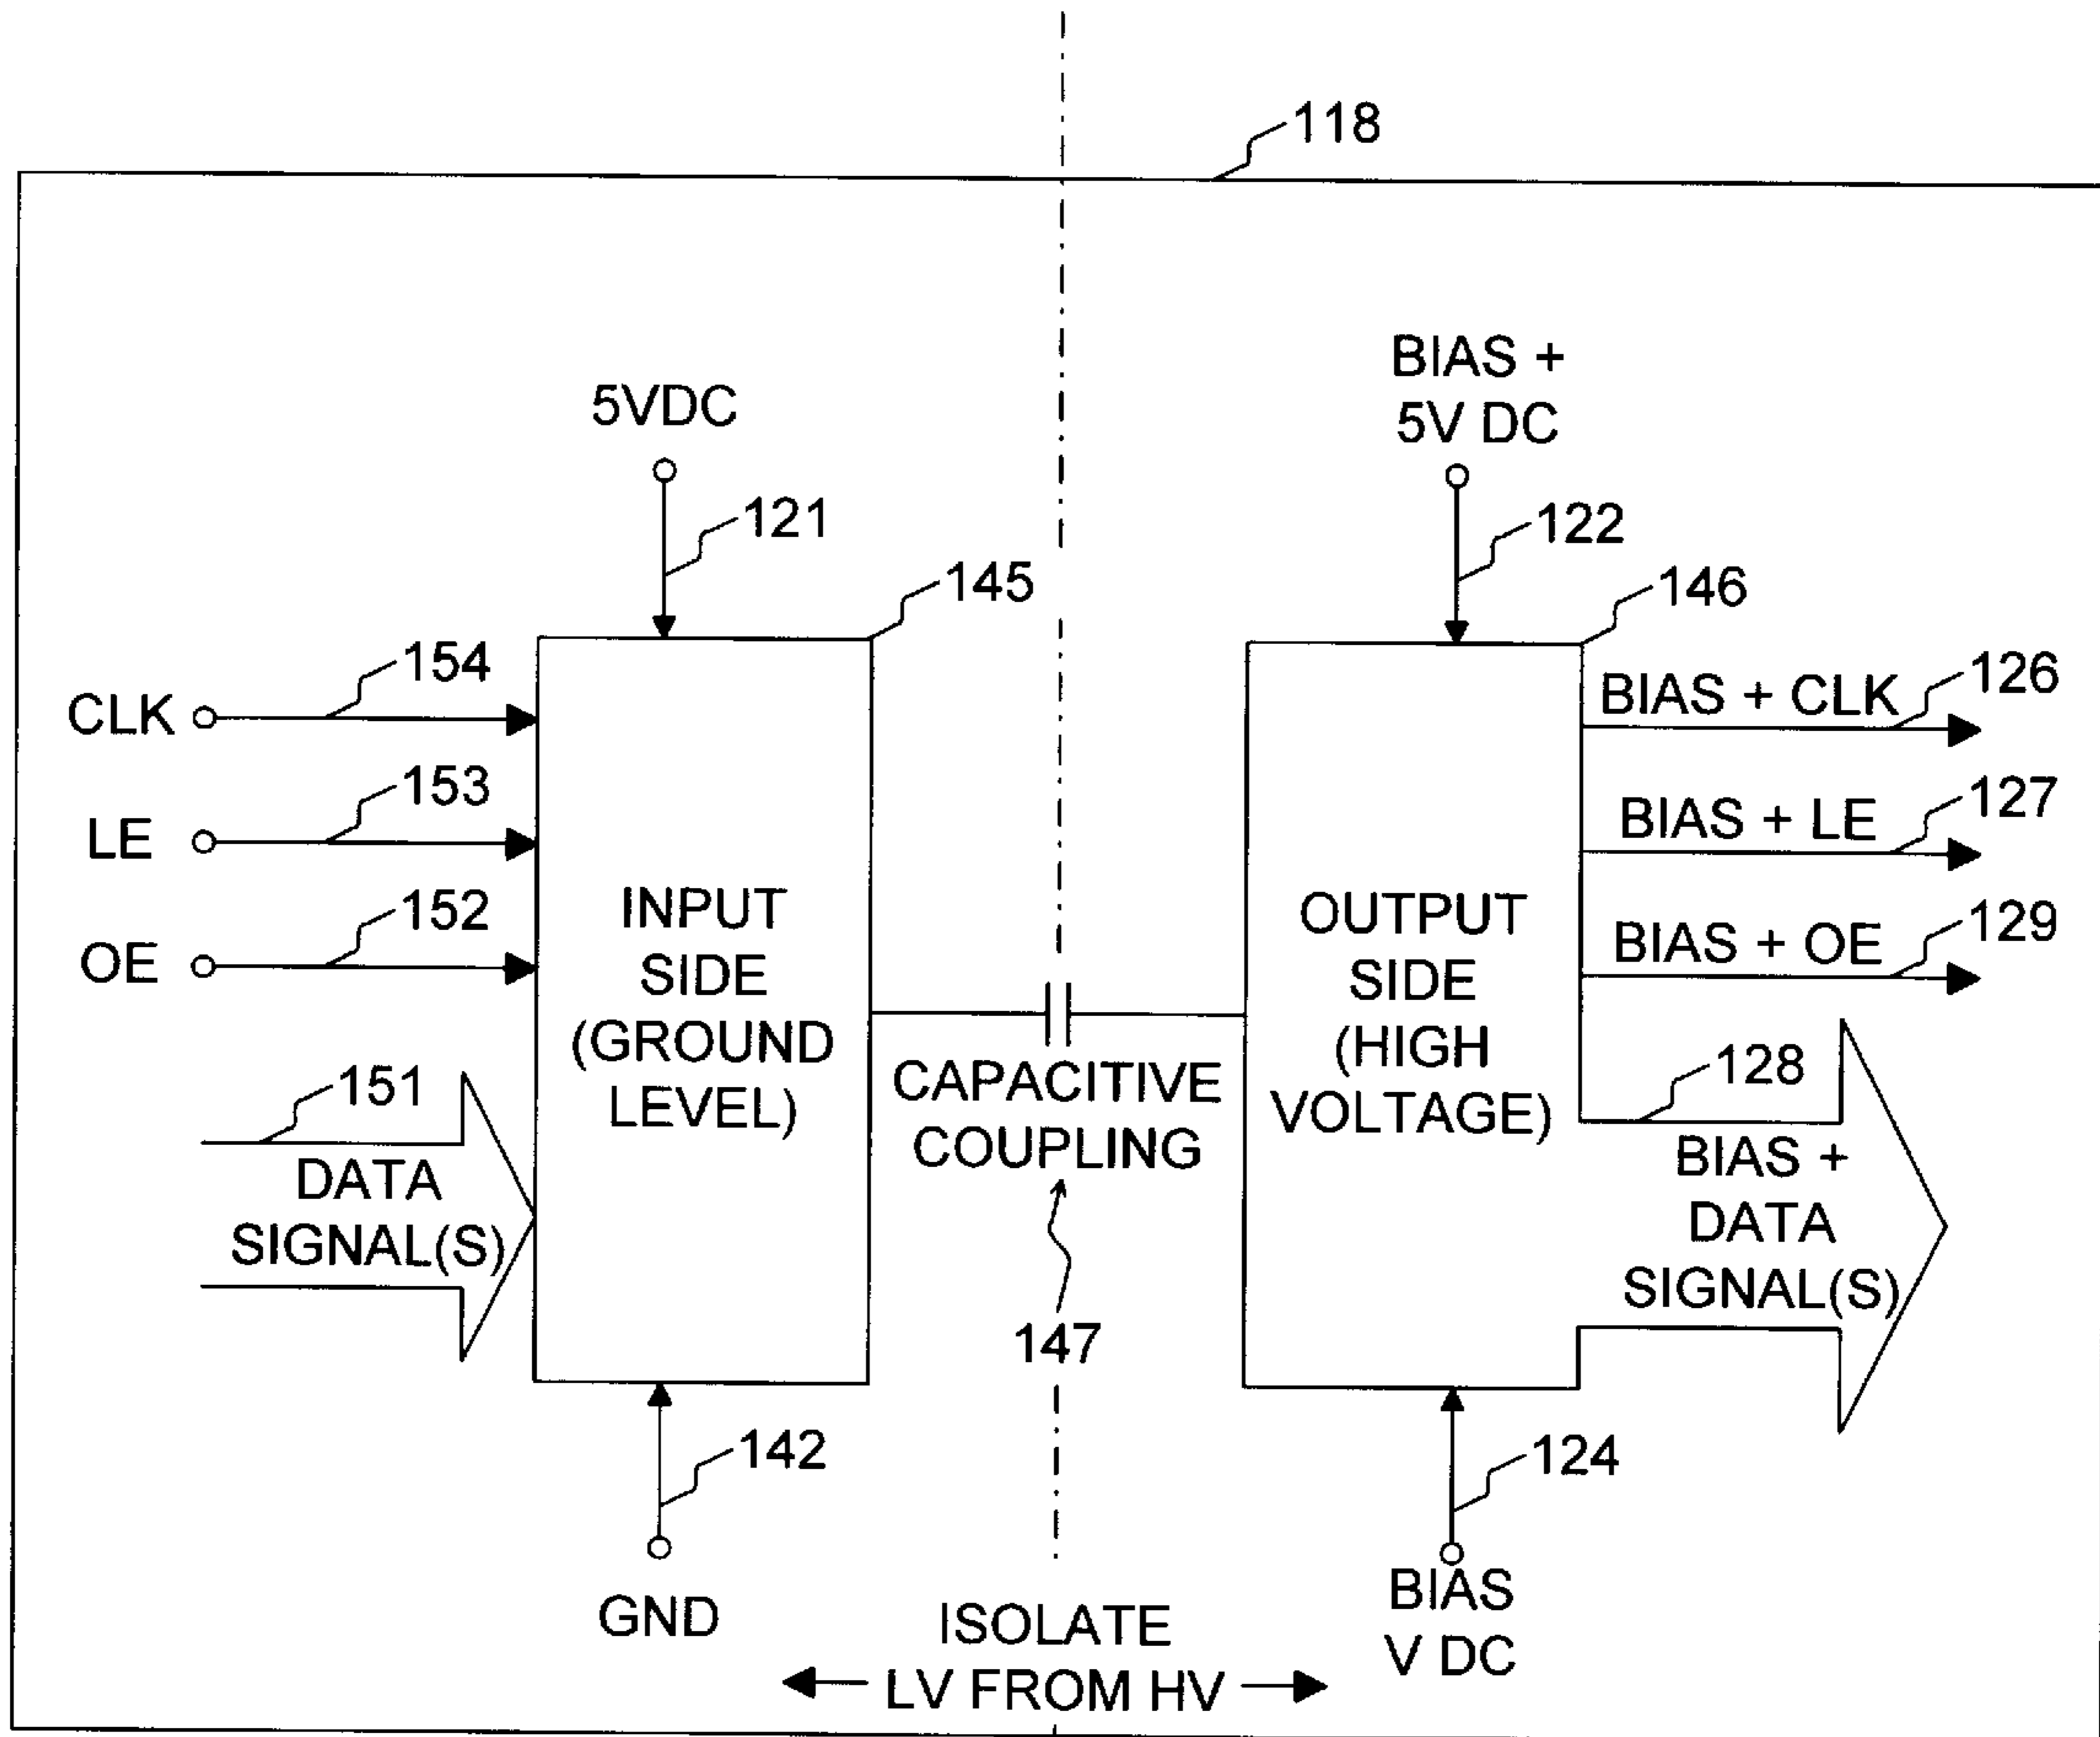 118
5VDC
BIAS +
5V DC
121
122
145
146
CLK
154
BIAS + CLK
126
LE
153
BIAS + LE
127
OE
152
BIAS + OE
129
INPUT
SIDE
(GROUND
LEVEL)
OUTPUT
SIDE
(HIGH
VOLTAGE)
CAPACITIVE
COUPLING
147
151
DATA
SIGNAL(S)
128
BIAS +
DATA
SIGNAL(S)
142
GND
124
BIAS
V DC
ISOLATE
LV FROM HV